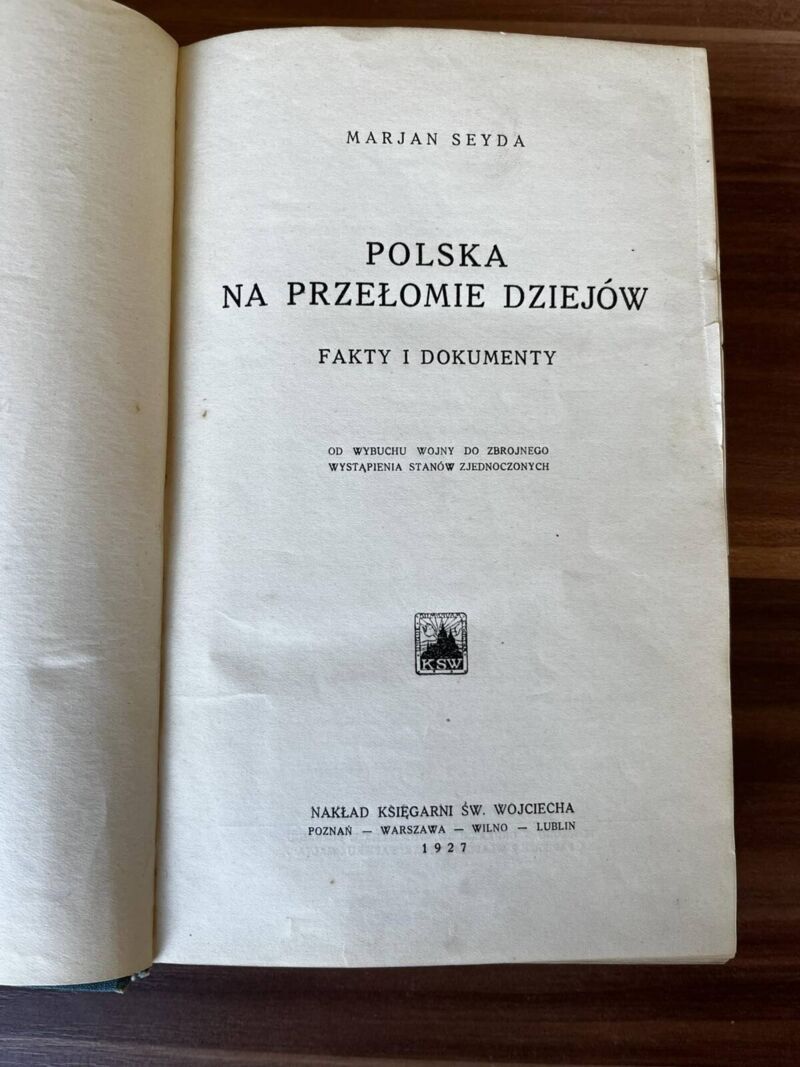 MARJAN SEYDA
POLSKA
NA PRZEŁOMIE DZIEJÓW
FAKTY I DOKUMENTY
OD WYBUCHU WOJNY DO ZBROJNEGO
WYSTĄPIENIA STANÓW ZJEDNOCZONYCH
KSW
NAKŁAD KSIĘGARNI ŚW. WOJCIECHA
POZNAŃ — WARSZAWA — WILNO — LUBLIN
1927